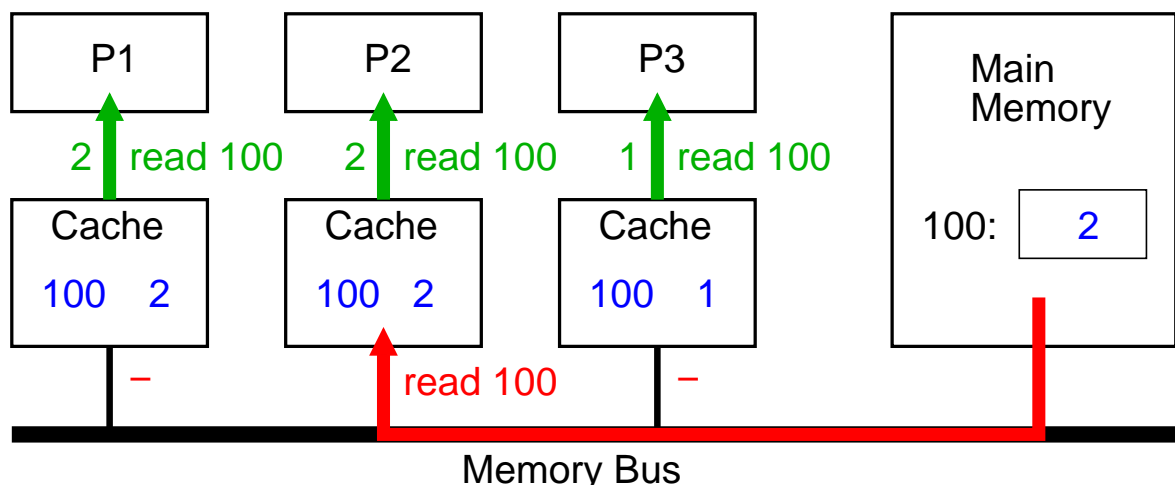 P1 P2 P3
Main
Memory
2 read 100 2 read 100 1 read 100
Cache Cache Cache
100: 2
100 2 100 2 100 1
– read 100 –
Memory Bus